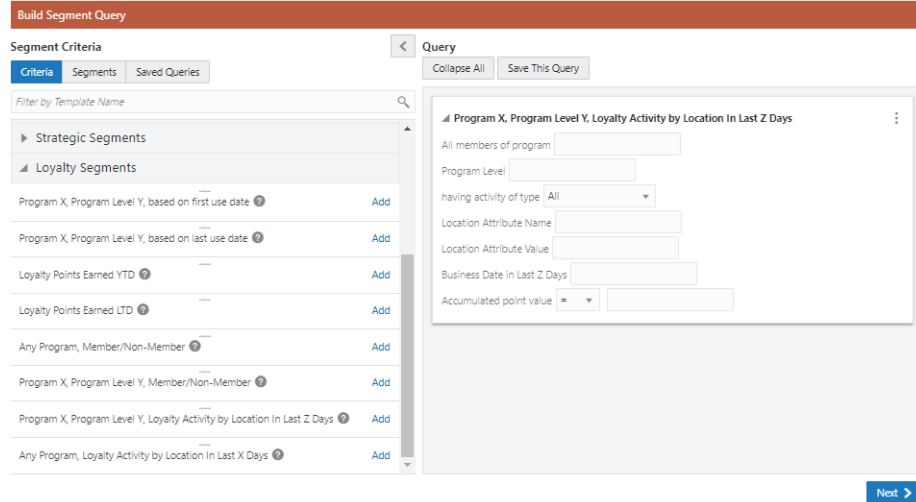 Build Segment Query
Segment Criteria
Criteria
Segments
Saved Queries
Filter by Template Name
Strategic Segments
Loyalty Segments
Program X, Program Level Y, based on first use date ?
Add
Program X, Program Level Y, based on last use date ?
Add
Loyalty Points Earned YTD ?
Add
Loyalty Points Earned LTD ?
Add
Any Program, Member/Non-Member ?
Add
Program X, Program Level Y, Member/Non-Member ?
Add
Program X, Program Level Y, Loyalty Activity by Location In Last Z Days ?
Add
Any Program, Loyalty Activity by Location In Last X Days ?
Add
Query
Collapse All
Save This Query
Program X, Program Level Y, Loyalty Activity by Location In Last Z Days
All members of program
Program Level
having activity of type All
Location Attribute Name
Location Attribute Value
Business Date in Last Z Days
Accumulated point value =
Next